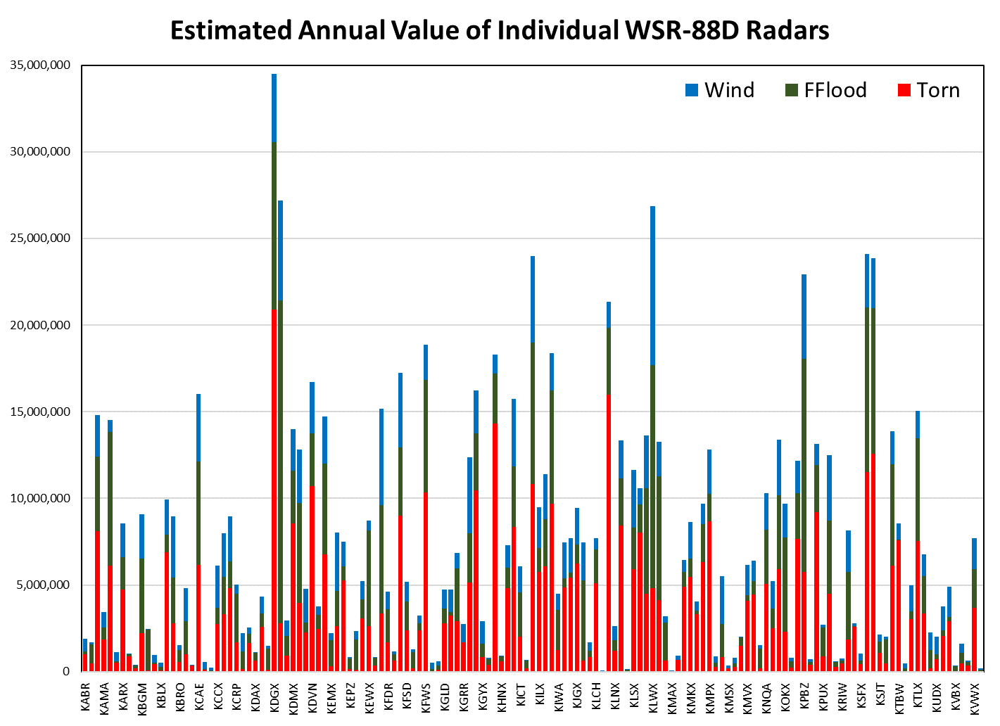 Estimated Annual Value of Individual WSR-88D Radars
35,000,000
30,000,000
25,000,000
20,000,000
15,000,000
10,000,000
5,000,000
0
Wind FFlood Torn
KABR KAMA KARX KBGM KBLX KBRO KCAE KCCX KCRP KDAX KDGX KDMX KDVN KEMX KEPZ KEWX KFDR KFSD KFWS KGLD KGRR KGYX KHNX KICT KILX KIWA KJGX KLCH KLNX KLSX KLWX KMAX KMKX KMPX KMSX KMVX KNQA KOKX KPBZ KPUX KRIW KSFX KSJT KTBW KTLX KUDX KVBX KVWX